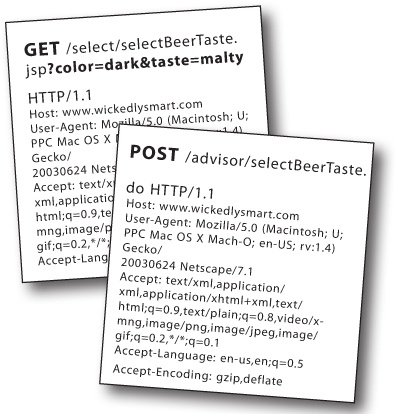 GET /select/selectBeerTaste.
jsp?color=dark&taste=malty
HTTP/1.1
Host: www.wickedlysmart.com
User-Agent: Mozilla/5.0 (Macintosh; U;
PPC Mac OS X M rv:1.4)
Gecko/
20030624 Netscape
Accept: text/x
xml,application
html;q=0.9,te
mng,image/p
gif;q=0.2,*/*;
Accept-Lang
POST /advisor/selectBeerTaste.
do HTTP/1.1
Host: www.wickedlysmart.com
User-Agent: Mozilla/5.0 (Macintosh; U;
PPC Mac OS X Mach-O; en-US; rv:1.4)
Gecko/
20030624 Netscape/7.1
Accept: text/xml,application/
xml,application/xhtml+xml,text/
html;q=0.9,text/plain;q=0.8,video/x-
mng,image/png,image/jpeg,image/
gif;q=0.2,*/*;q=0.1
Accept-Language: en-us,en;q=0.5
Accept-Encoding: gzip,deflate